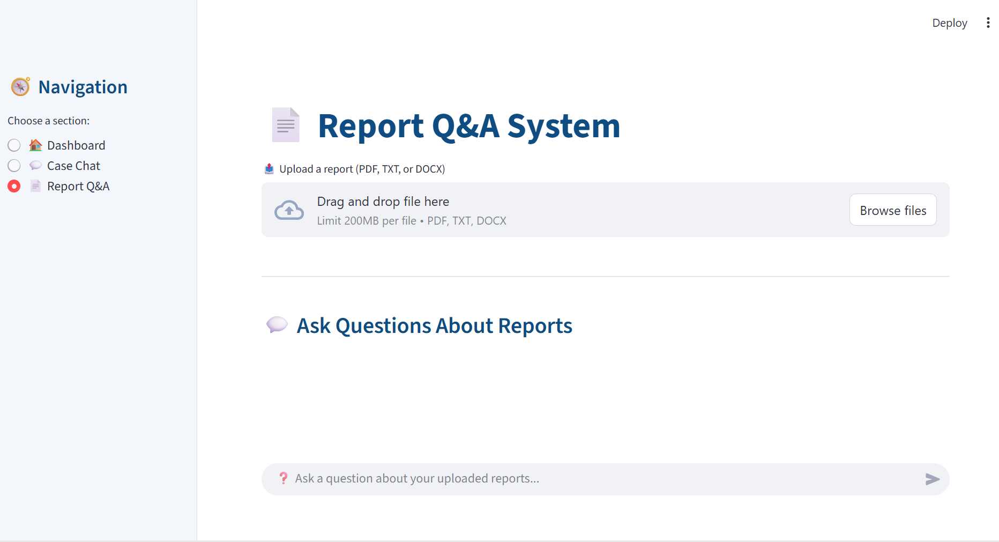 Deploy
Navigation
Choose a section:
Dashboard
Case Chat
Report Q&A
Report Q&A System
Upload a report (PDF, TXT, or DOCX)
Drag and drop file here
Limit 200MB per file • PDF, TXT, DOCX
Browse files
Ask Questions About Reports
❓ Ask a question about your uploaded reports...